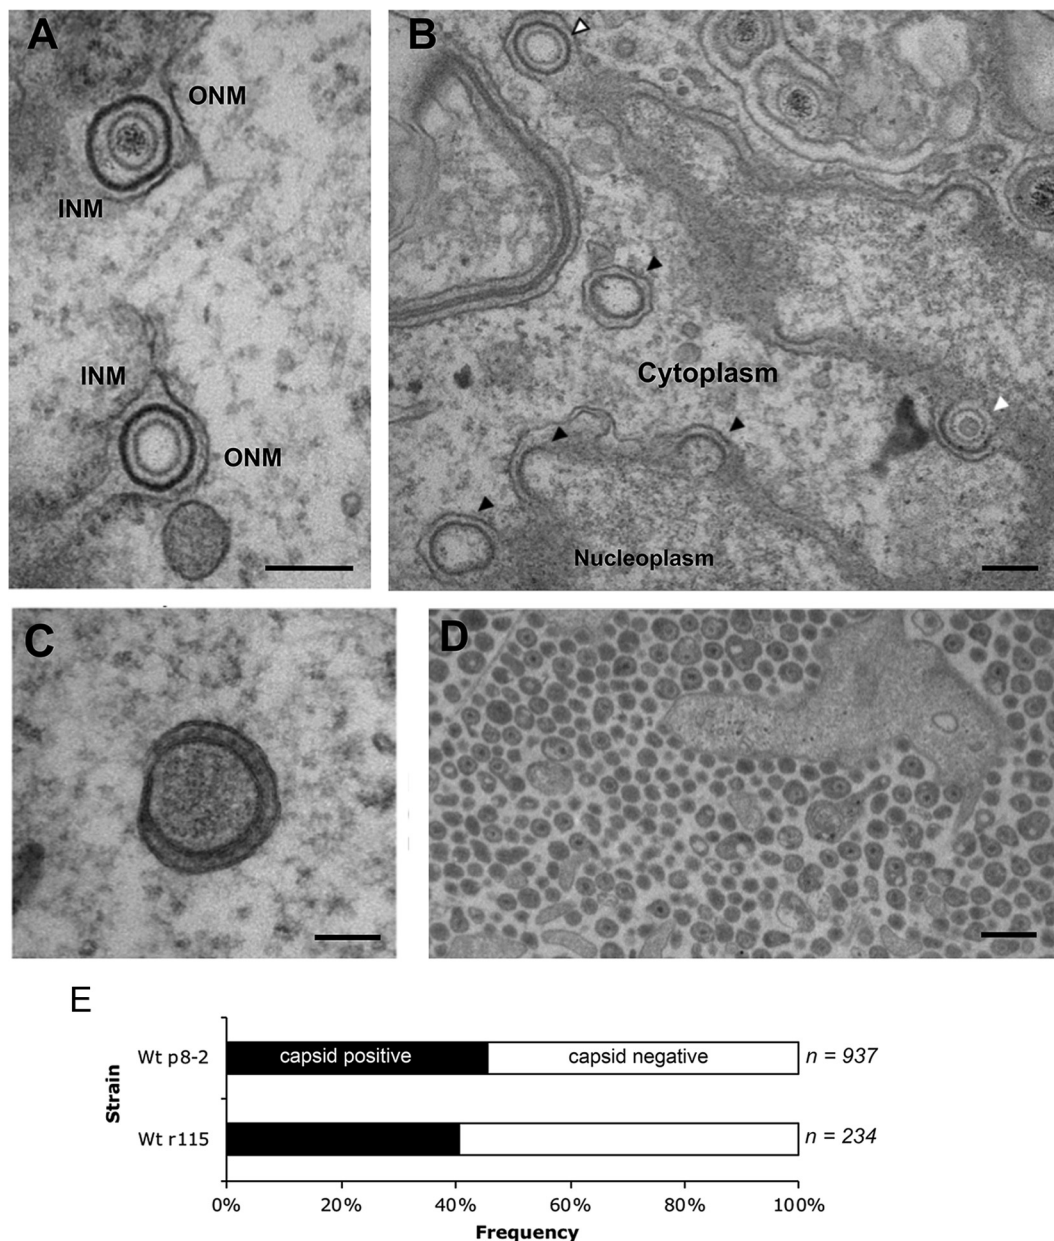 A
ONM
INM
INM
ONM
B
Cytoplasm
Nucleoplasm
C
D
E
Strain
Wt p8-2
capsid positive
capsid negative
n = 937
Wt r115
n = 234
0%
20%
40%
60%
80%
100%
Frequency